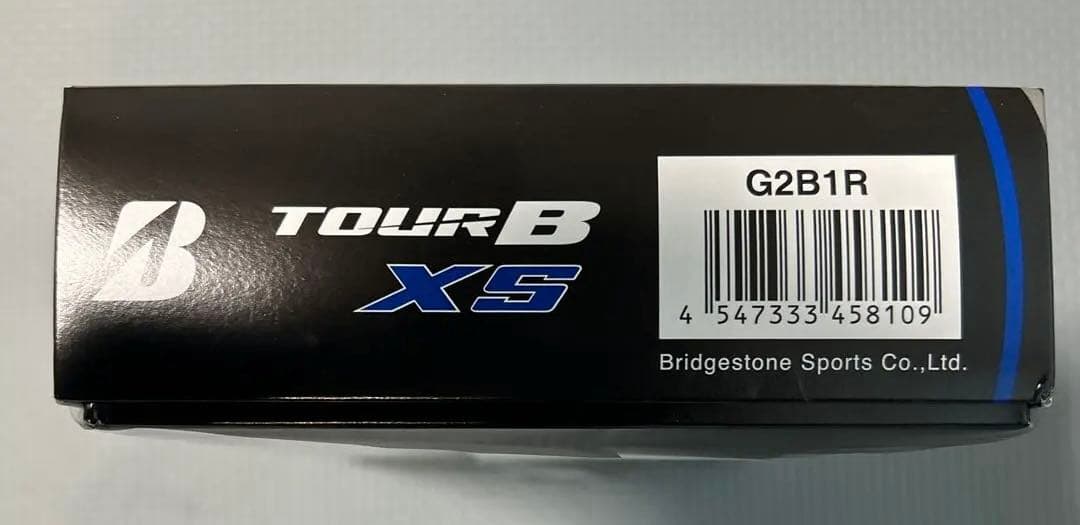 B
TOUR B
XS
G2B1R
4 547333 458109
Bridgestone Sports Co.,Ltd.